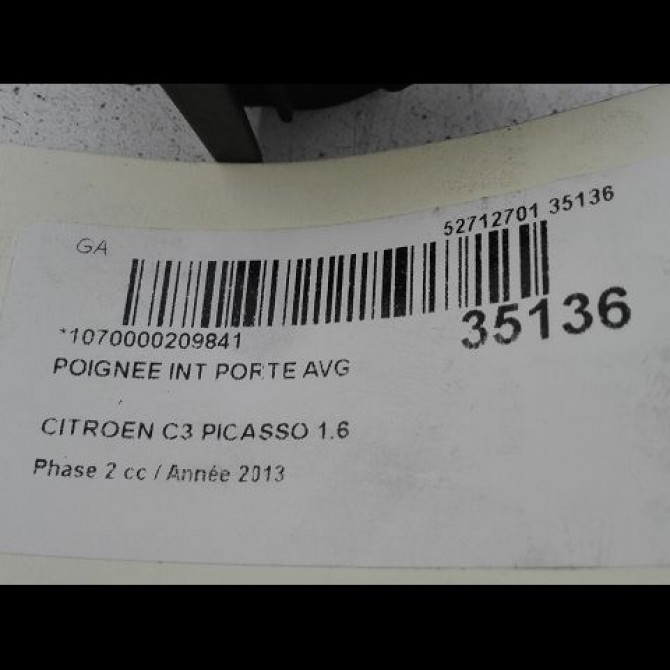 GA
52712701 35136
*1070000209841
35136
POIGNEE INT PORTE AVG
CITROEN C3 PICASSO 1.6
Phase 2 cc / Année 2013